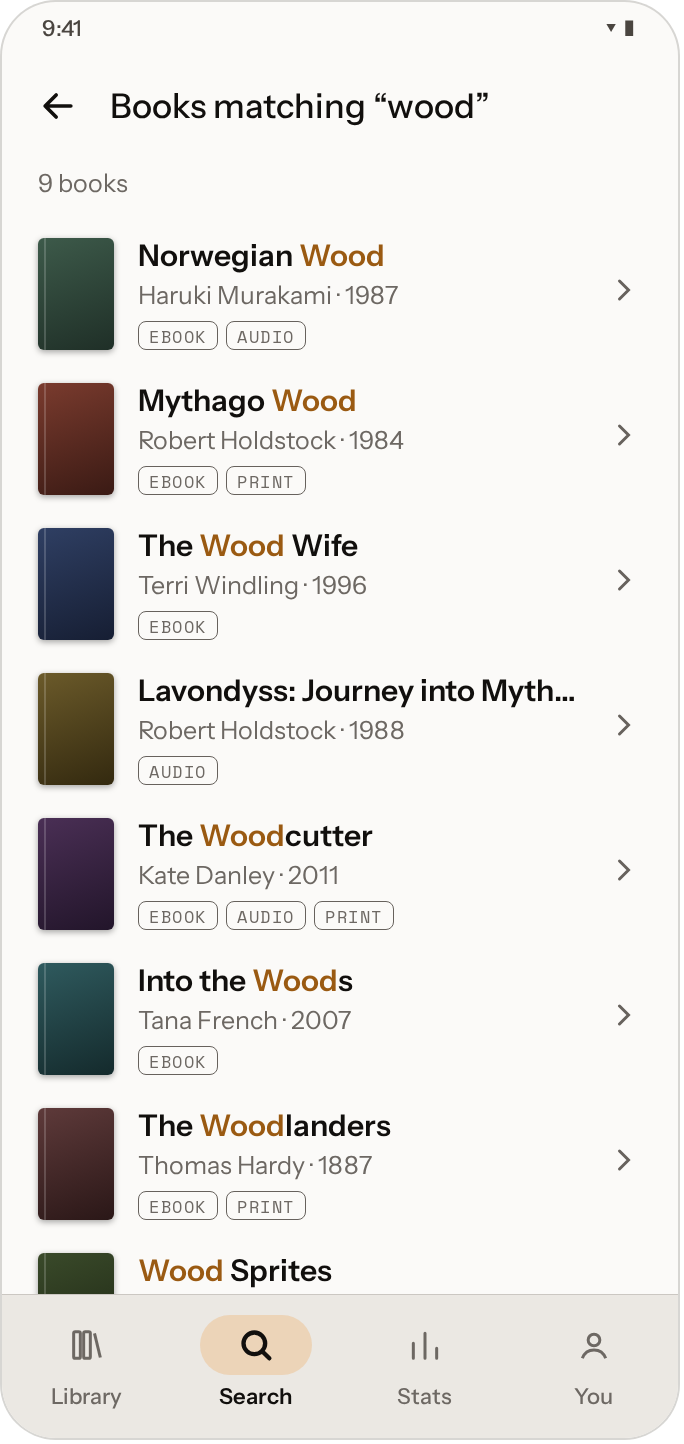 9:41
Books matching “wood”
9 books
Norwegian Wood
Haruki Murakami · 1987
EBOOK AUDIO
Mythago Wood
Robert Holdstock · 1984
EBOOK PRINT
The Wood Wife
Terri Windling · 1996
EBOOK
Lavondyss: Journey into Myth...
Robert Holdstock · 1988
AUDIO
The Woodcutter
Kate Danley · 2011
EBOOK AUDIO PRINT
Into the Woods
Tana French · 2007
EBOOK
The Woodlanders
Thomas Hardy · 1887
EBOOK PRINT
Wood Sprites
Library Search Stats You